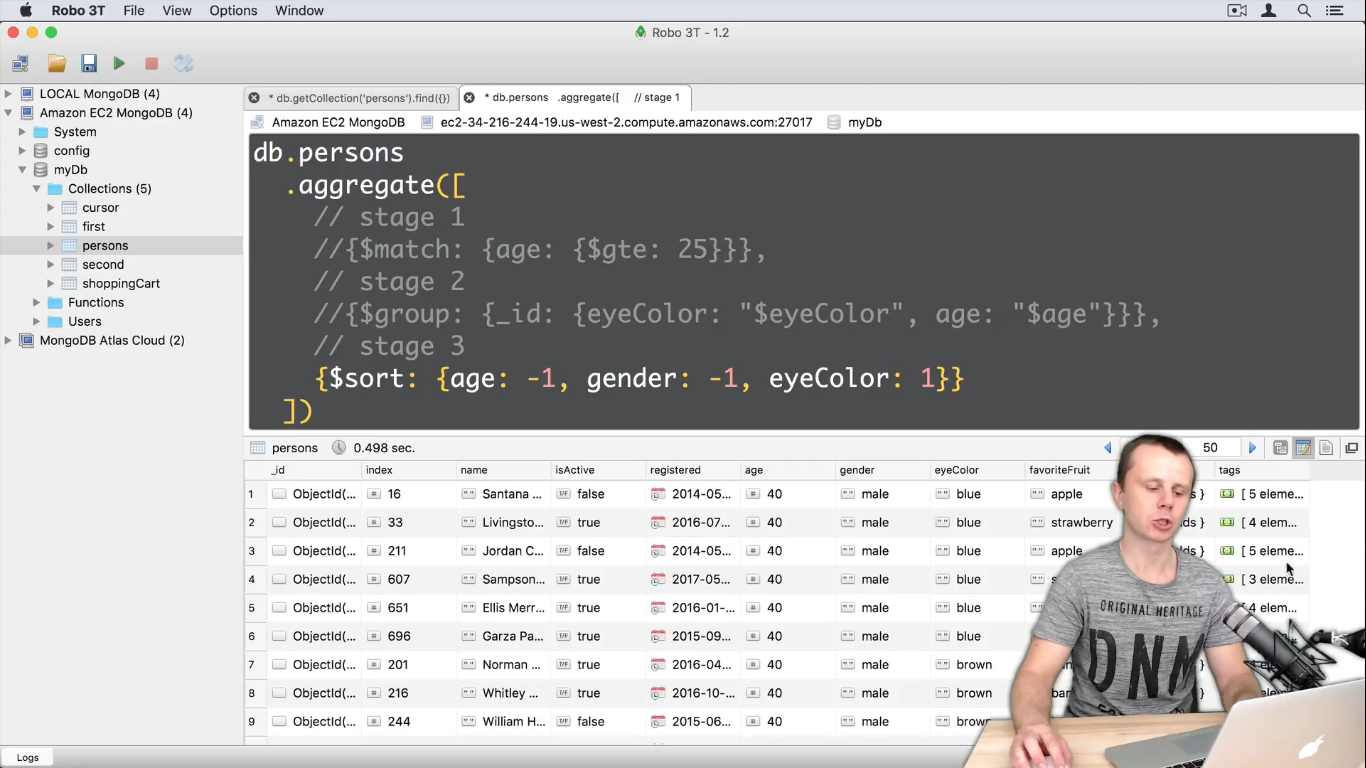 Robo 3T File View Options Window
Robo 3T - 1.2
LOCAL MongoDB (4)
Amazon EC2 MongoDB (4)
System
config
myDb
Collections (5)
cursor
first
persons
second
shoppingCart
Functions
Users
MongoDB Atlas Cloud (2)
* db.getCollection('persons').find({}) * db.persons .aggregate([ // stage 1
Amazon EC2 MongoDB ec2-34-216-244-19.us-west-2.compute.amazonaws.com:27017 myDb
db.persons
.aggregate([
// stage 1
//{$match: {age: {$gte: 25}}},
// stage 2
//{$group: {_id: {eyeColor: "$eyeColor", age: "$age"}}},
// stage 3
{$sort: {age: -1, gender: -1, eyeColor: 1}}
])
persons 0.498 sec. 50
_id index name isActive registered age gender eyeColor favoriteFruit tags
1 ObjectId(... 16 Santana ... false 2014-05... 40 male blue apple } [ 5 eleme...
2 ObjectId(... 33 Livingsto... true 2016-07... 40 male blue strawberry } [ 4 elem...
3 ObjectId(... 211 Jordan C... false 2014-05... 40 male blue apple } [ 5 eleme...
4 ObjectId(... 607 Sampson... true 2017-05... 40 male blue [ 3 eleme...
5 ObjectId(... 651 Ellis Merr... true 2016-01-... 40 male blue 4 elem...
6 ObjectId(... 696 Garza Pa... true 2015-09... 40 male blue
7 ObjectId(... 201 Norman ... true 2016-04... 40 male brown
8 ObjectId(... 216 Whitley ... true 2016-10-... 40 male brown
9 ObjectId(... 244 William H... false 2015-06... 40 male brown
ORIGINAL HERITAGE
DNM
Logs